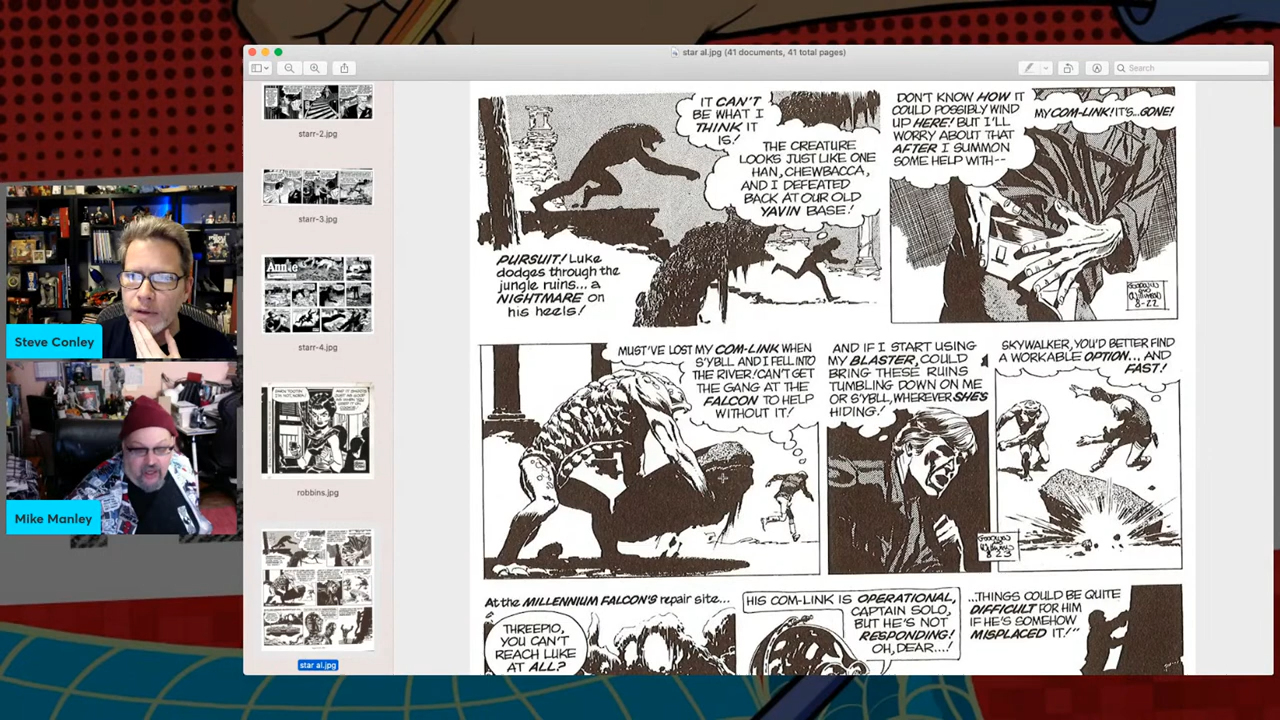 star al.jpg (41 documents, 41 total pages)
Search
starr-2.jpg
starr-3.jpg
Annie
starr-4.jpg
robbins.jpg
star al.jpg
Steve Conley
Mike Manley
IT CAN'T
BE WHAT I
THINK IT
IS!
THE CREATURE
LOOKS JUST LIKE ONE
HAN, CHEWBACCA,
AND I DEFEATED
BACK AT OUR OLD
YAVIN BASE!
PURSUIT! Luke
dodges through the
jungle ruins... a
NIGHTMARE on
his heels!
DON'T KNOW HOW IT
COULD POSSIBLY WIND
UP HERE! BUT I'LL
WORRY ABOUT THAT
AFTER I SUMMON
SOME HELP WITH--
MY COM-LINK! IT'S...GONE!
8-22
MUST'VE LOST MY COM-LINK WHEN
S'YBLL AND I FELL INTO
THE RIVER! CAN'T GET
THE GANG AT THE
FALCON TO HELP
WITHOUT IT!
AND IF I START USING
MY BLASTER, COULD
BRING THESE RUINS
TUMBLING DOWN ON ME
OR S'YBLL, WHEREVER SHE'S
HIDING!
SKYWALKER, YOU'D BETTER FIND
A WORKABLE OPTION... AND
FAST!
8-23
At the MILLENNIUM FALCON'S repair site...
THREEPIO,
YOU CAN'T
REACH LUKE
AT ALL?
HIS COM-LINK IS OPERATIONAL,
CAPTAIN SOLO,
BUT HE'S NOT
RESPONDING!
OH, DEAR....!
...THINGS COULD BE QUITE
DIFFICULT FOR HIM
IF HE'S SOMEHOW
MISPLACED IT!"